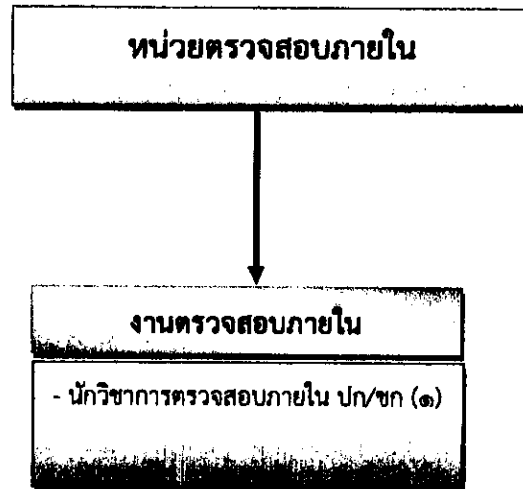 หน่วยตรวจสอบภายใน
งานตรวจสอบภายใน
- นักวิชาการตรวจสอบภายใน ปก/ชก (๑)